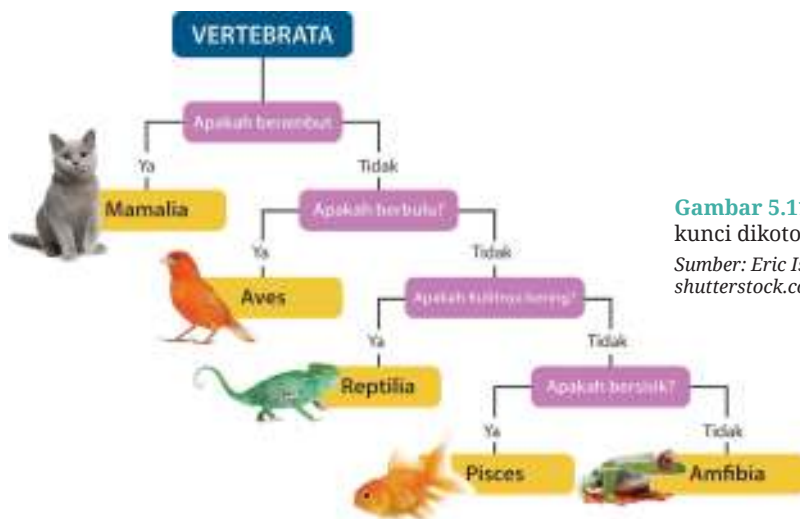 VERTEBRATA
Apakah berambut
Ya
Tidak
Mamalia
Apakah berbulu?
Ya
Tidak
Aves
Apakah kulitnya kering?
Ya
Tidak
Reptilia
Apakah bersisik?
Ya
Tidak
Pisces
Amfibia
Gambar 5.1
kunci dikoto
Sumber: Eric Is
shutterstock.co